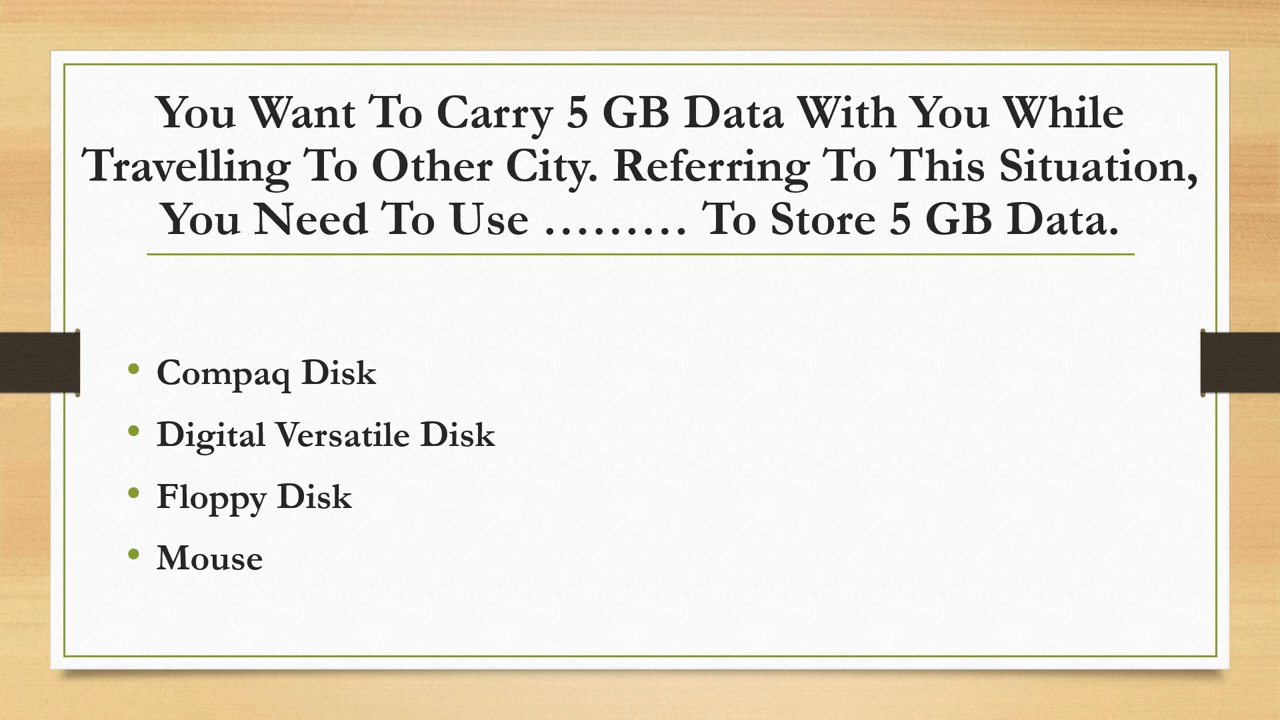 You Want To Carry 5 GB Data With You While
Travelling To Other City. Referring To This Situation,
You Need To Use ……… To Store 5 GB Data.
• Compaq Disk
• Digital Versatile Disk
• Floppy Disk
• Mouse